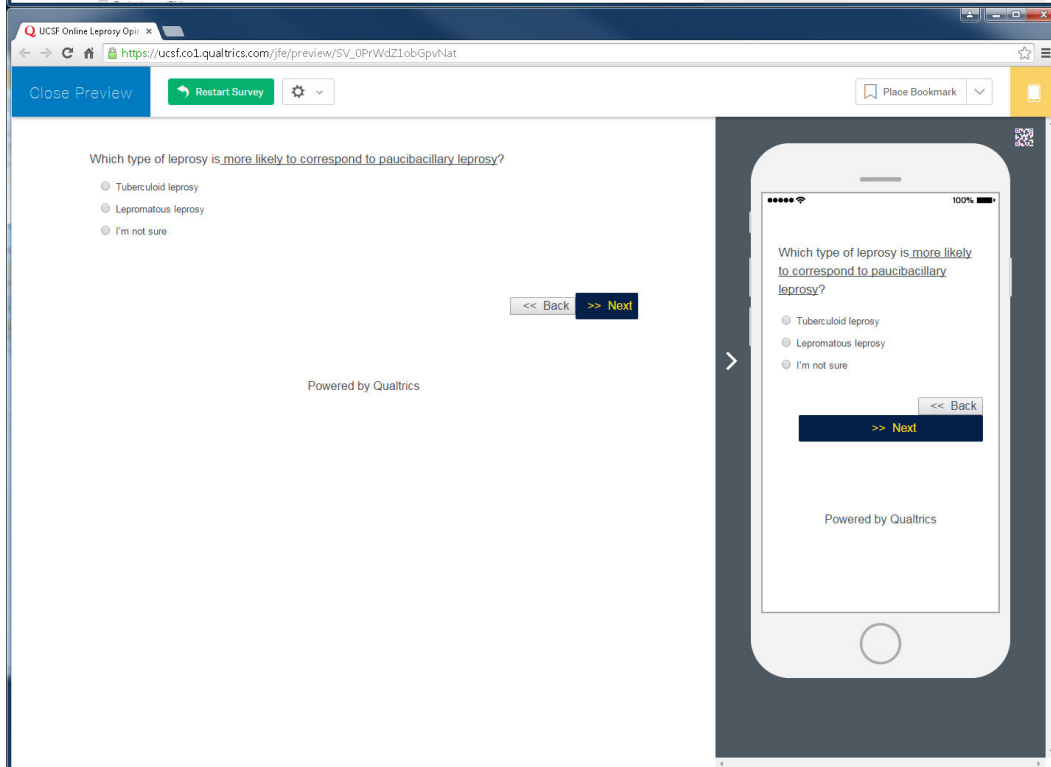 UCSF Online Leprosy Opin
https://ucsf.co1.qualtrics.com/jfe/preview/SV_0PrWdZ1obGpvNat
Close Preview
Restart Survey
Place Bookmark
Which type of leprosy is more likely to correspond to paucibacillary leprosy?
Tuberculoid leprosy
Lepromatous leprosy
I'm not sure
<< Back
>> Next
Powered by Qualtrics
100%
Which type of leprosy is more likely
to correspond to paucibacillary
leprosy?
Tuberculoid leprosy
Lepromatous leprosy
I'm not sure
<< Back
>> Next
Powered by Qualtrics